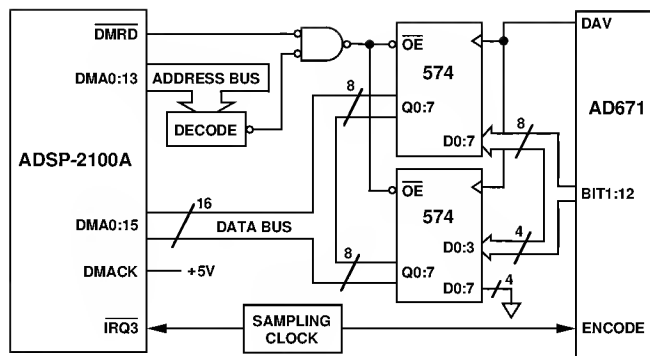 DMRD
DMA0:13
ADDRESS BUS
DECODE
ADSP-2100A
DMA0:15
16
DATA BUS
DMACK
+5V
IRQ3
SAMPLING
CLOCK
OE
574
8
Q0:7
D0:7
8
OE
574
D0:3
4
8
Q0:7
D0:7
4
DAV
AD671
BIT1:12
ENCODE